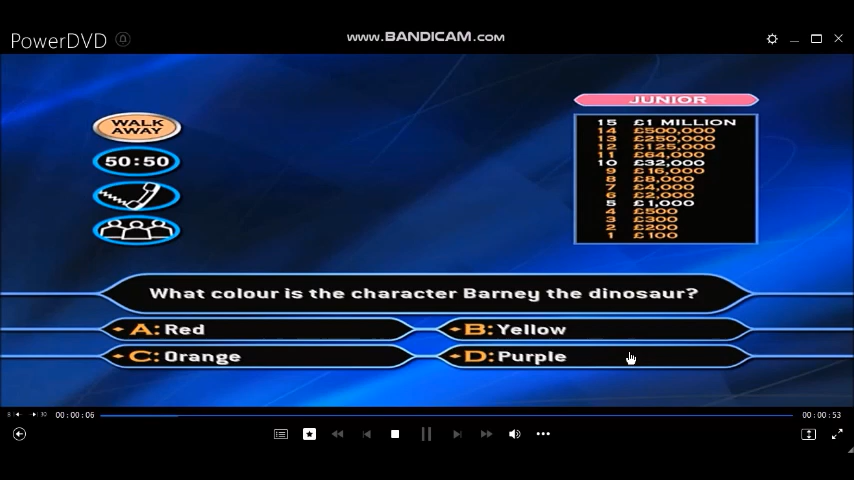 PowerDVD
www.BANDICAM.com
WALK
AWAY
50:50
JUNIOR
15 £1 MILLION
14 £500,000
13 £250,000
12 £125,000
11 £64,000
10 £32,000
9 £16,000
8 £8,000
7 £4,000
6 £2,000
5 £1,000
4 £500
3 £300
2 £200
1 £100
What colour is the character Barney the dinosaur?
A: Red
B: Yellow
C: Orange
D: Purple
8
30
00:00:06
00:00:53